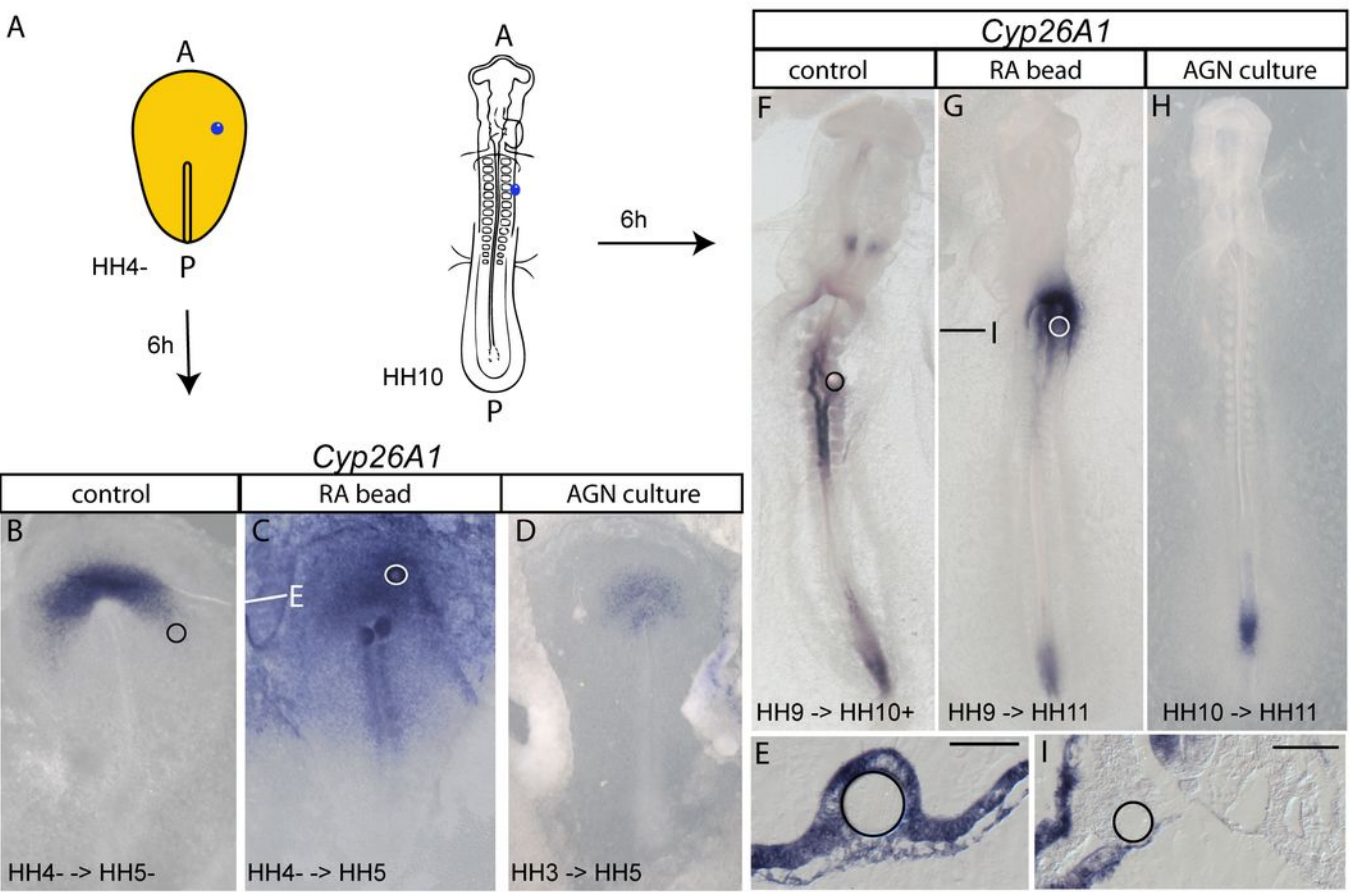 A
A
HH4-
P
6h
A
HH10
P
6h
Cyp26A1
control
RA bead
AGN culture
B
HH4- -> HH5-
C
E
HH4- -> HH5
D
HH3 -> HH5
Cyp26A1
control
RA bead
AGN culture
F
HH9 -> HH10+
G
I
HH9 -> HH11
H
HH10 -> HH11
E
I